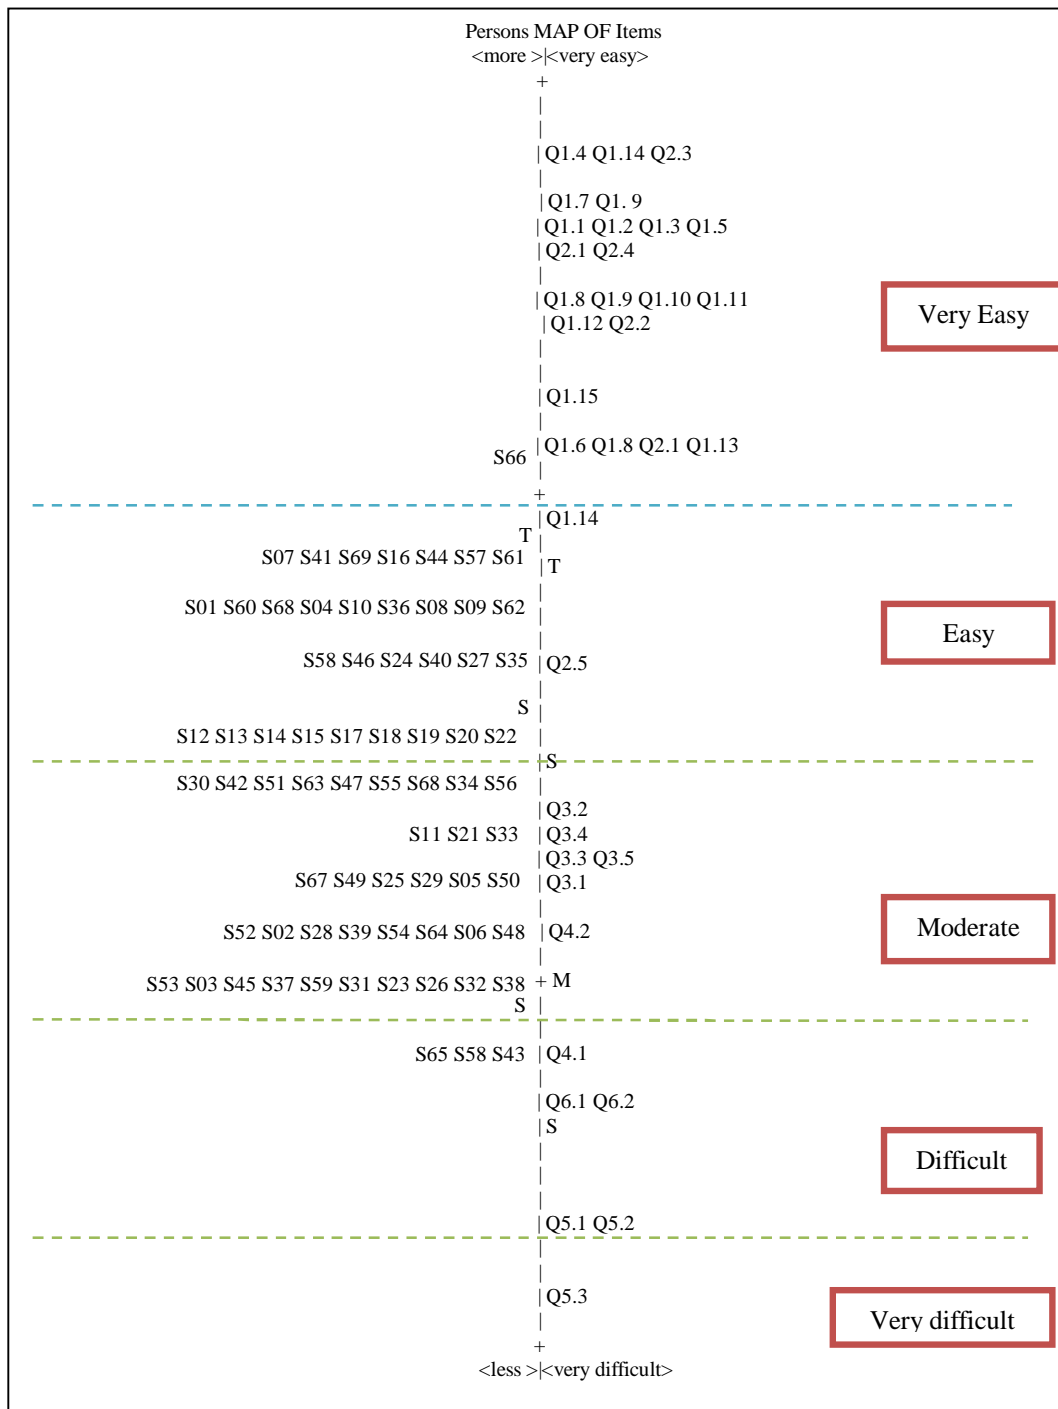 Persons MAP OF Items
<more >|<very easy>
+
|
|
|Q1.4 Q1.14 Q2.3
|
|Q1.7 Q1. 9
|Q1.1 Q1.2 Q1.3 Q1.5
|Q2.1 Q2.4
|
|Q1.8 Q1.9 Q1.10 Q1.11
Very Easy
|Q1.12 Q2.2
|
|
|Q1.15
|
|Q1.6 Q1.8 Q2.1 Q1.13
S66 |
+
|Q1.14
T |
S07 S41 S69 S16 S44 S57 S61 |T
|
S01 S60 S68 S04 S10 S36 S08 S09 S62 |
|
Easy
S58 S46 S24 S40 S27 S35 |Q2.5
|
S |
S12 S13 S14 S15 S17 S18 S19 S20 S22 |
|S
S30 S42 S51 S63 S47 S55 S68 S34 S56 |
|Q3.2
S11 S21 S33 |Q3.4
|Q3.3 Q3.5
S67 S49 S25 S29 S05 S50 |Q3.1
|
Moderate
S52 S02 S28 S39 S54 S64 S06 S48 |Q4.2
|
S53 S03 S45 S37 S59 S31 S23 S26 S32 S38 + M
S |
|
S65 S58 S43 |Q4.1
|
|Q6.1 Q6.2
|S
|
Difficult
|
|
|Q5.1 Q5.2
|
|
|Q5.3
Very difficult
|
+
<less >|<very difficult>